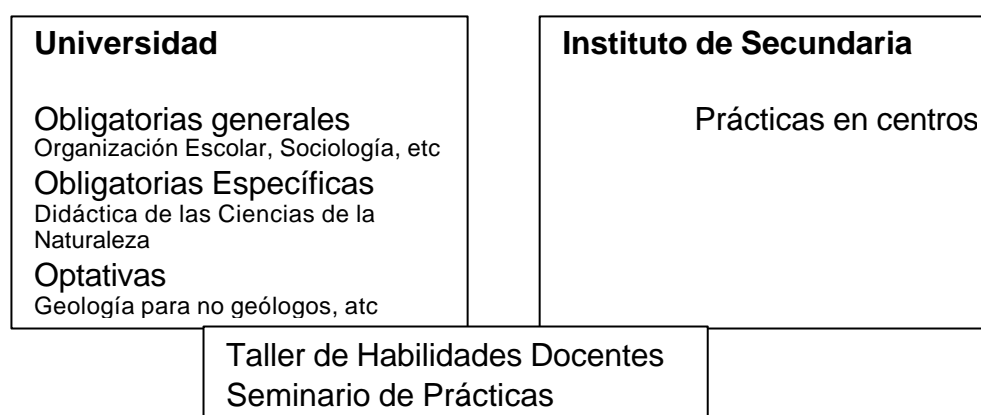 Universidad
Obligatorias generales
Organización Escolar, Sociología, etc
Obligatorias Específicas
Didáctica de las Ciencias de la
Naturaleza
Optativas
Geología para no geólogos, atc
Instituto de Secundaria
Prácticas en centros
Taller de Habilidades Docentes
Seminario de Prácticas